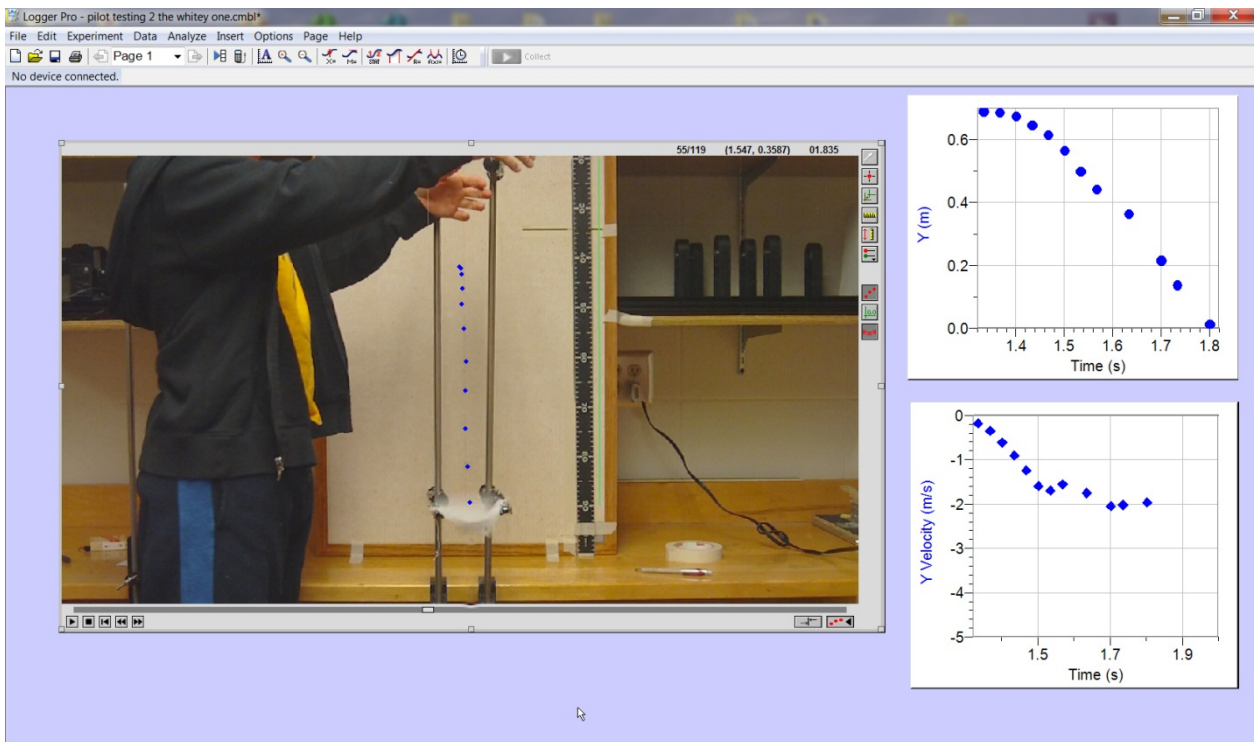 Logger Pro - pilot testing 2 the whitey one.cmbl*
File Edit Experiment Data Analyze Insert Options Page Help
Page 1
Collect
No device connected.
55/119 (1.547, 0.3587) 01.835
0.6
0.4
0.2
0.0
Y (m)
1.4 1.5 1.6 1.7 1.8
Time (s)
0
-1
-2
-3
-4
-5
Y Velocity (m/s)
1.5 1.7 1.9
Time (s)